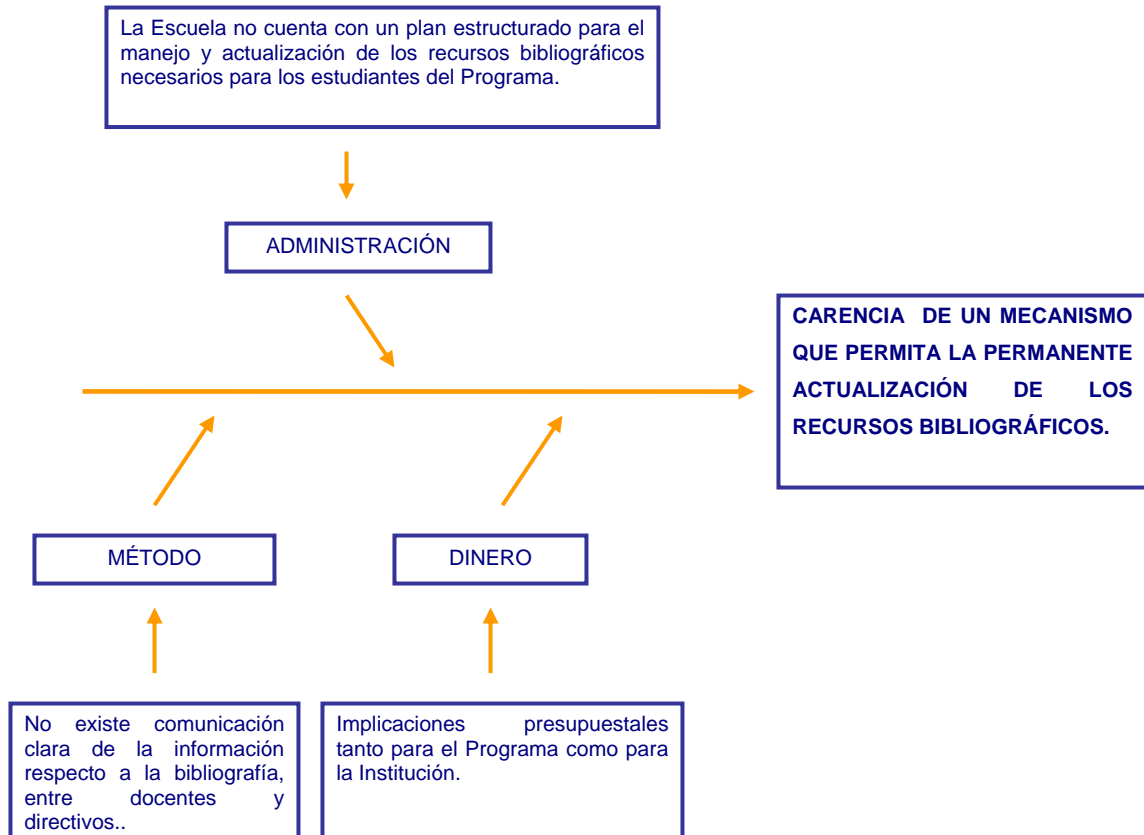 La Escuela no cuenta con un plan estructurado para el
manejo y actualización de los recursos bibliográficos
necesarios para los estudiantes del Programa.
ADMINISTRACIÓN
CARENCIA DE UN MECANISMO
QUE PERMITA LA PERMANENTE
ACTUALIZACIÓN DE LOS
RECURSOS BIBLIOGRÁFICOS.
MÉTODO
DINERO
No existe comunicación
clara de la información
respecto a la bibliografía,
entre docentes y
directivos..
Implicaciones presupuestales
tanto para el Programa como para
la Institución.